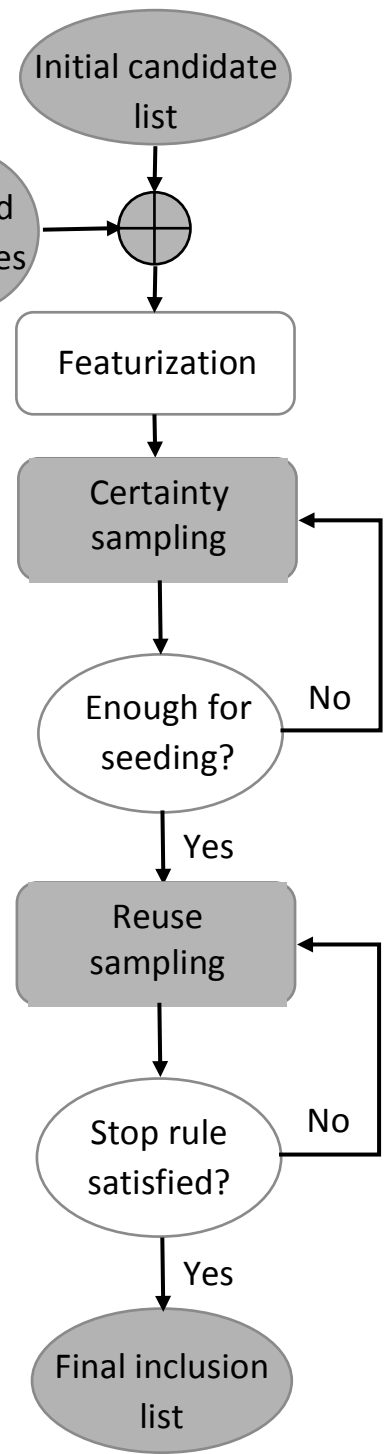 Initial candidate
list
Featurization
Certainty
sampling
Enough for
seeding?
No
Yes
Reuse
sampling
Stop rule
satisfied?
No
Yes
Final inclusion
list